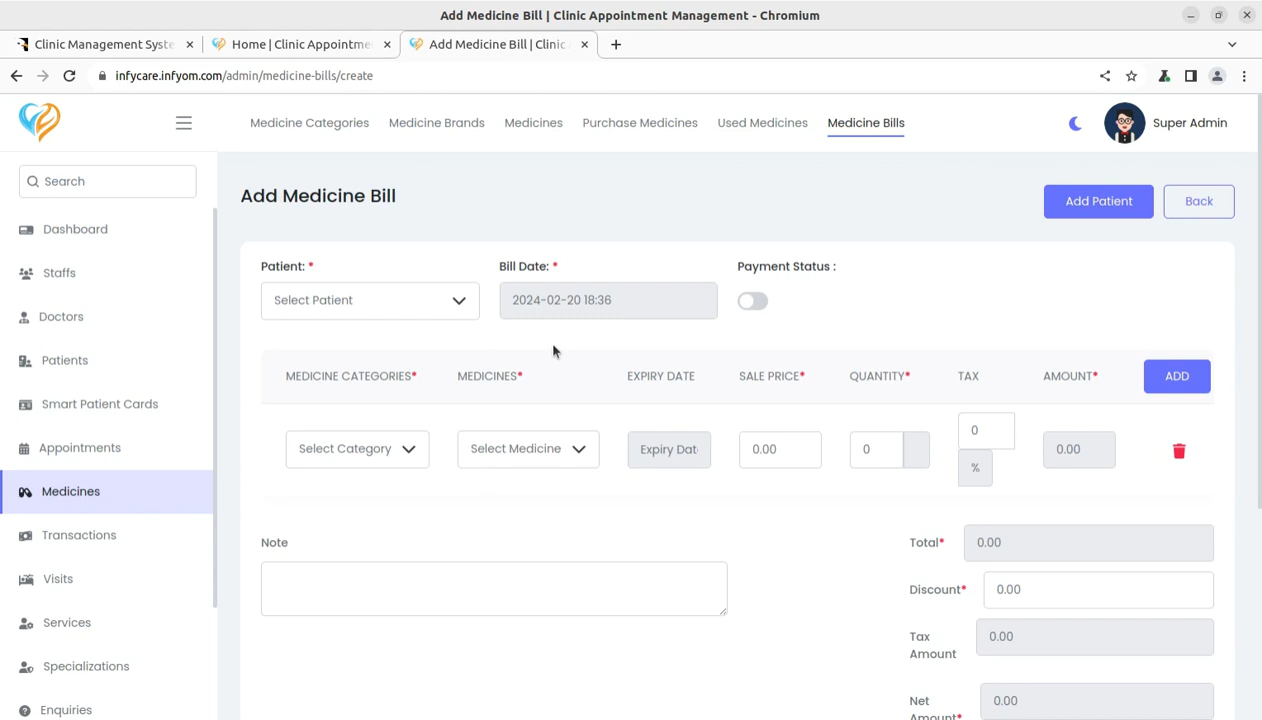 Add Medicine Bill | Clinic Appointment Management - Chromium
Clinic Management Syste
Home | Clinic Appointme
Add Medicine Bill | Clinic
infycare.infyom.com/admin/medicine-bills/create
Medicine Categories
Medicine Brands
Medicines
Purchase Medicines
Used Medicines
Medicine Bills
Super Admin
Search
Dashboard
Staffs
Doctors
Patients
Smart Patient Cards
Appointments
Medicines
Transactions
Visits
Services
Specializations
Enquiries
Add Medicine Bill
Add Patient
Back
Patient: *
Bill Date: *
Payment Status :
Select Patient
2024-02-20 18:36
MEDICINE CATEGORIES*
MEDICINES*
EXPIRY DATE
SALE PRICE*
QUANTITY*
TAX
AMOUNT*
ADD
Select Category
Select Medicine
Expiry Dat
0.00
0
0
%
0.00
Note
Total*
0.00
Discount*
0.00
Tax
Amount
0.00
Net
Amount*
0.00